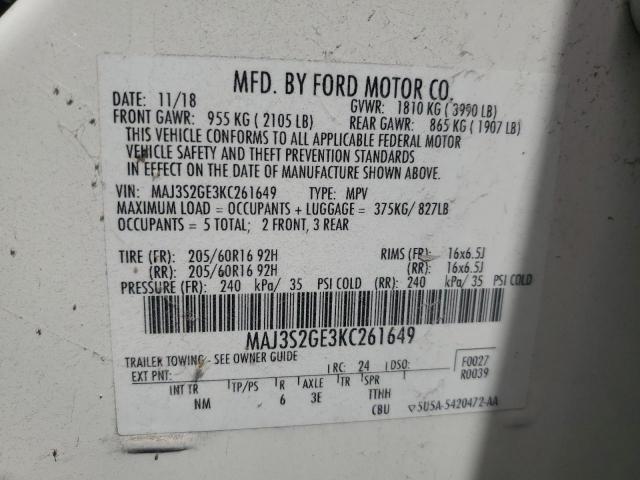 MFD. BY FORD MOTOR CO.
DATE: 11/18 GVWR: 1810 KG ( 3990 LB)
FRONT GAWR: 955 KG ( 2105 LB) REAR GAWR: 865 KG ( 1907 LB)
THIS VEHICLE CONFORMS TO ALL APPLICABLE FEDERAL MOTOR
VEHICLE SAFETY AND THEFT PREVENTION STANDARDS
IN EFFECT ON THE DATE OF MANUFACTURE SHOWN ABOVE.
VIN: MAJ3S2GE3KC261649 TYPE: MPV
MAXIMUM LOAD = OCCUPANTS + LUGGAGE = 375KG/ 827LB
OCCUPANTS = 5 TOTAL; 2 FRONT, 3 REAR
TIRE (FR): 205/60R16 92H RIMS (FR): 16x6.5J
(RR): 205/60R16 92H (RR): 16x6.5J
PRESSURE (FR): 240 kPa/ 35 PSI COLD (RR): 240 kPa/ 35 PSI COLD
MAJ3S2GE3KC261649
TRAILER TOWING - SEE OWNER GUIDE
EXT PNT: RC: 24 DSO: F0027
R0039
INT TR TP/PS R AXLE TR SPR
NM 6 3E TTHH
CBU 5U5A-5420472-AA